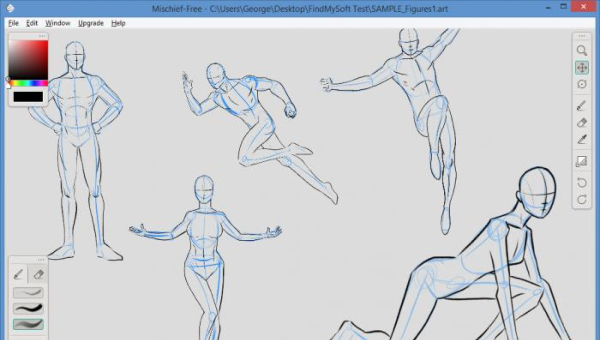 Mischief-Free - C:\Users\George\Desktop\FindMySoft Test\SAMPLE_Figures1.art
File Edit Window Upgrade Help